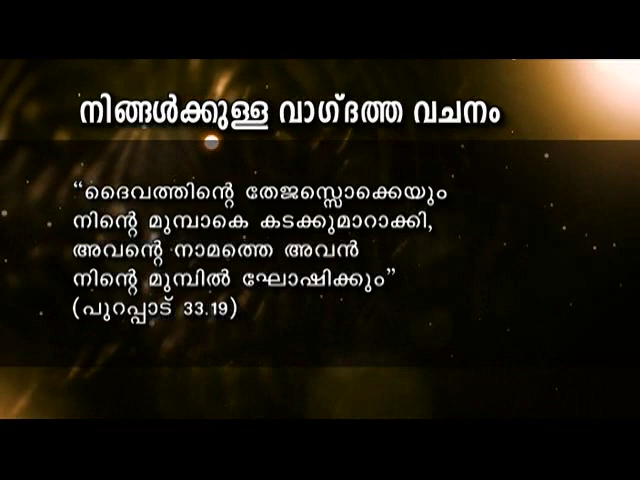 നിങ്ങൾക്കുള്ള വാഗ്ദത്ത വചനം
“ദൈവത്തിന്റെ തേജസ്സൊക്കെയും
നിന്റെ മുമ്പാകെ കടക്കുമാറാക്കി,
അവന്റെ നാമത്തെ അവൻ
നിന്റെ മുമ്പിൽ ഘോഷിക്കും”
(പുറപ്പാട് 33.19)